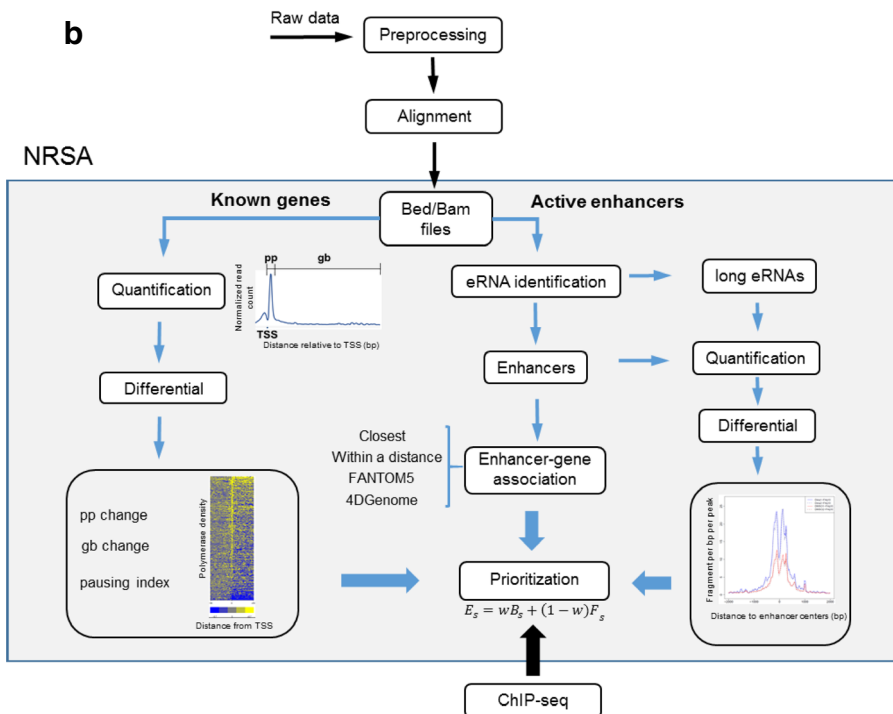 b
Raw data
Preprocessing
Alignment
NRSA
Known genes
Bed/Bam
files
Active enhancers
Quantification
Normalized read
count
pp
gb
TSS
Distance relative to TSS (bp)
Differential
pp change
gb change
pausing index
Polymerase density
Distance from TSS
eRNA identification
long eRNAs
Enhancers
Quantification
Differential
Closest
Within a distance
FANTOM5
4DGenome
Enhancer-gene
association
Fragment per bp per peak
Distance to enhancer centers (bp)
Prioritization
E_s = wB_s + (1 − w)F_s
ChIP-seq